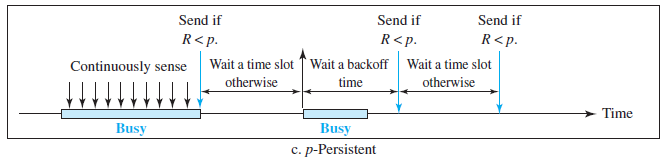 Send if
R < p.
Send if
R < p.
Send if
R < p.
Continuously sense
Wait a time slot
otherwise
Wait a backoff
time
Wait a time slot
otherwise
Time
Busy
Busy
c. p-Persistent